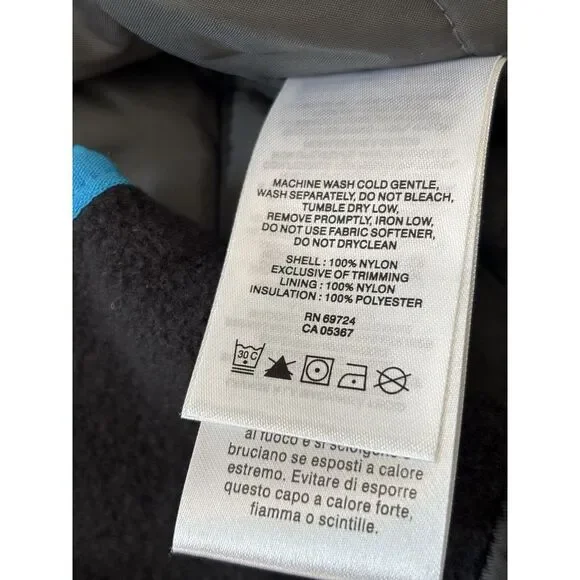 MACHINE WASH COLD GENTLE,
WASH SEPARATELY, DO NOT BLEACH,
TUMBLE DRY LOW,
REMOVE PROMPTLY, IRON LOW,
DO NOT USE FABRIC SOFTENER,
DO NOT DRYCLEAN
SHELL : 100% NYLON
EXCLUSIVE OF TRIMMING
LINING : 100% NYLON
INSULATION : 100% POLYESTER
RN 69724
CA 05367
30 C
al fuoco e si sciolgono e
bruciano se esposti a calore
estremo. Evitare di esporre
questo capo a calore forte,
fiamma o scintille.